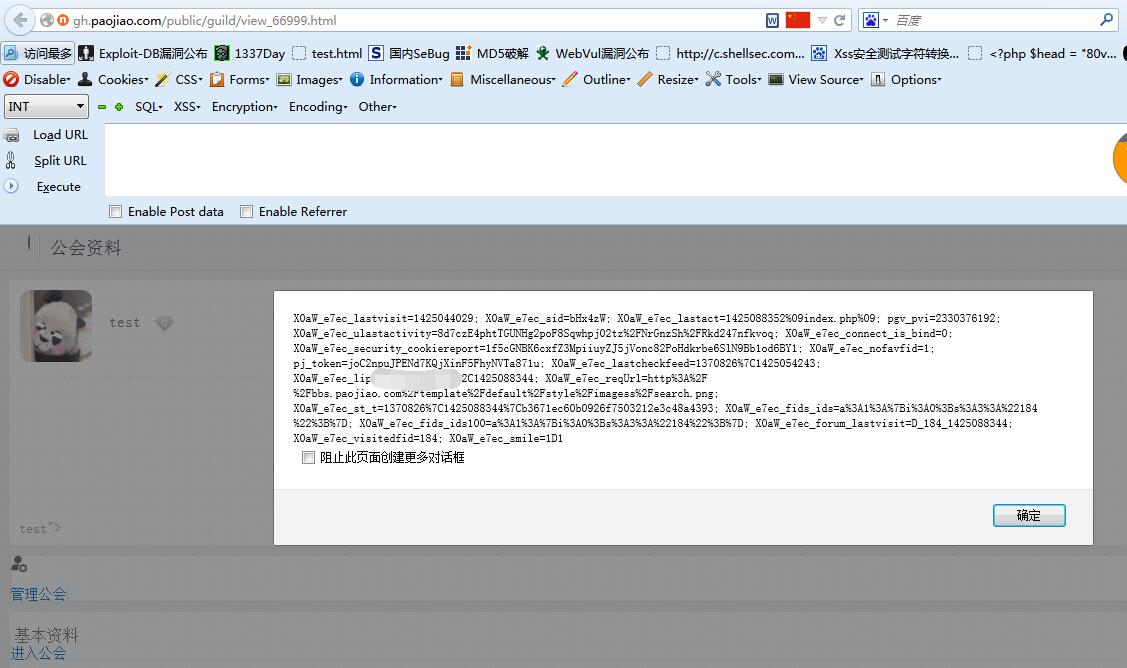 gh.paojiao.com/public/guild/view_66999.html
百度
访问最多 Exploit-DB漏洞公布 1337Day test.html 国内SeBug MD5破解 WebVul漏洞公布 http://c.shellsec.com... Xss安全测试字符转换... <?php $head = "80v...
Disable Cookies CSS Forms Images Information Miscellaneous Outline Resize Tools View Source Options
INT SQL XSS Encryption Encoding Other
Load URL
Split URL
Execute
Enable Post data Enable Referrer
公会资料
test
X0aW_e7ec_lastvisit=1425044029; X0aW_e7ec_sid=bHx4zW; X0aW_e7ec_lastact=1425088352%09index.php%09; pgv_pvi=2330376192;
X0aW_e7ec_ulastactivity=8d7czE4phtTGUNHg2poF8Sqwhpj02tz%2FNrGnzSh%2FRkd247nfkvoq; X0aW_e7ec_connect_is_bind=0;
X0aW_e7ec_security_cookiereport=1f5cGNBK6cxfZ3MpiiuyZJ5jVonc82PoHdkrbe6SlN9Bb1od6BY1; X0aW_e7ec_nofavfid=1;
pj_token=joC2npuJPENd7KQjXinF5FhyNVTa871u; X0aW_e7ec_lastcheckfeed=1370826%7C1425054243;
X0aW_e7ec_lip 2C1425088344; X0aW_e7ec_reqUrl=http%3A%2F
%2Fbbs.paojiao.com%2Ftemplate%2Fdefault%2Fstyle%2Fimagess%2Fsearch.png;
X0aW_e7ec_st_t=1370826%7C1425088344%7Cb3671ec60b0926f7503212e3c48a4393; X0aW_e7ec_fids_ids=a%3A1%3A%7Bi%3A0%3Bs%3A3%3A%22184
%22%3B%7D; X0aW_e7ec_fids_ids100=a%3A1%3A%7Bi%3A0%3Bs%3A3%3A%22184%22%3B%7D; X0aW_e7ec_forum_lastvisit=D_184_1425088344;
X0aW_e7ec_visitedfid=184; X0aW_e7ec_smile=1D1
阻止此页面创建更多对话框
确定
test">
管理公会
基本资料
进入公会